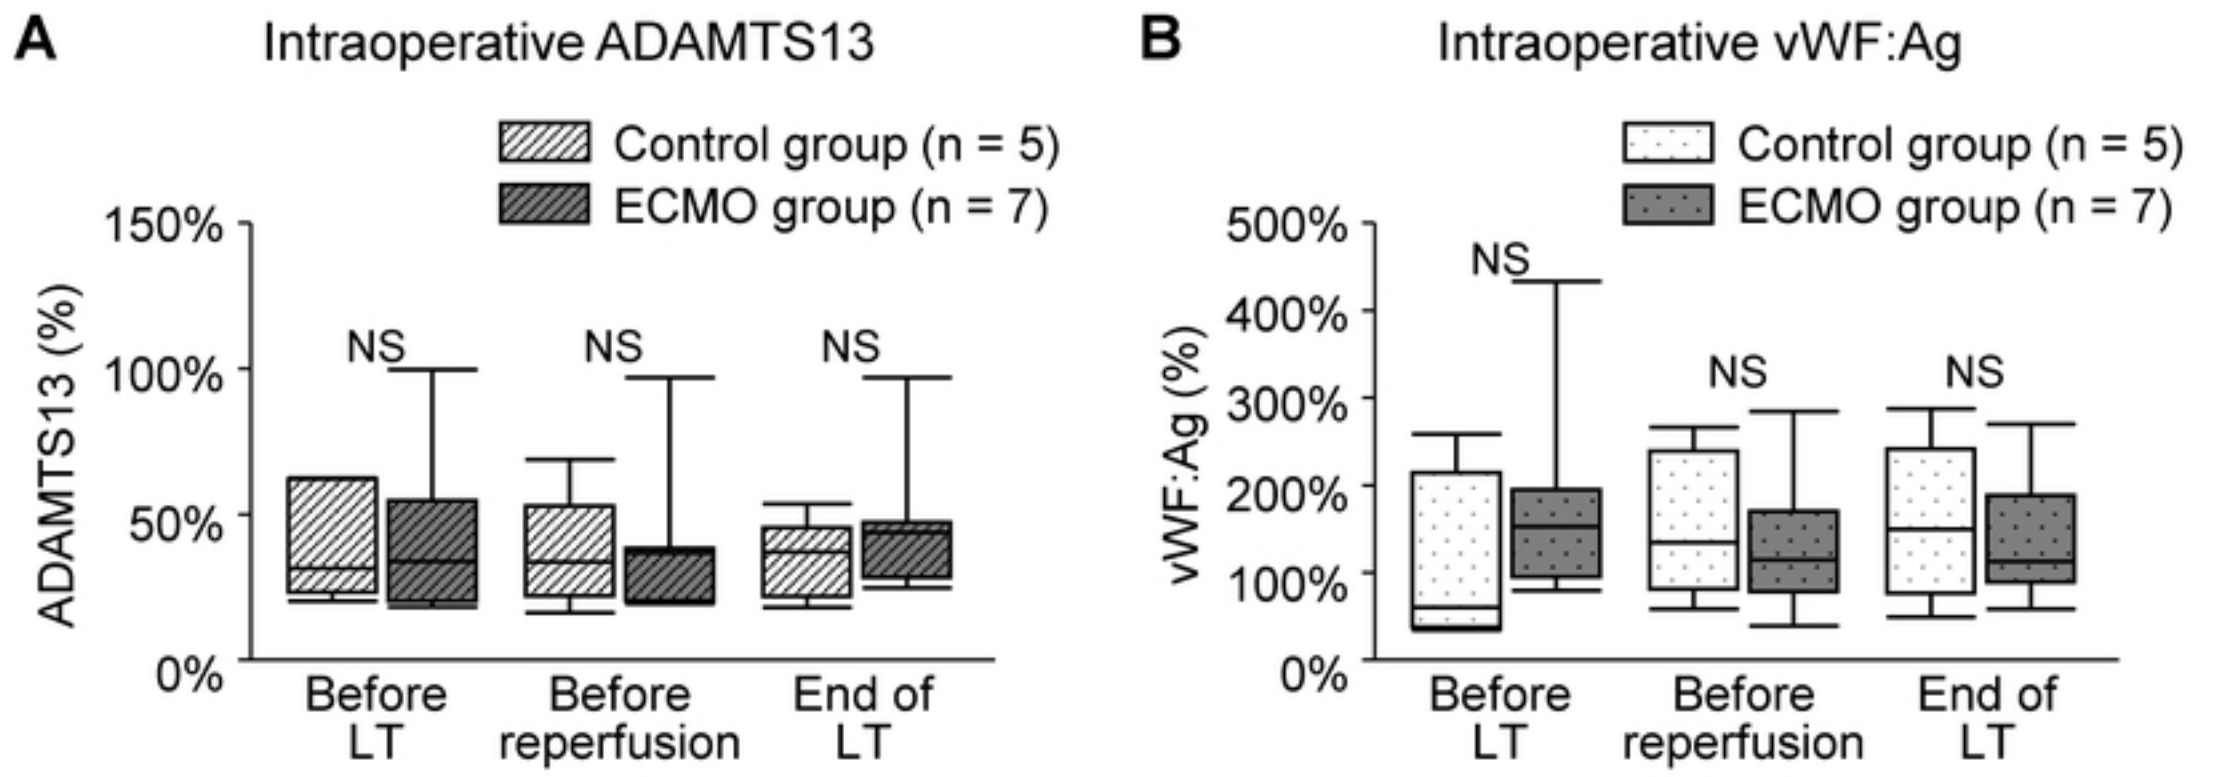 A
Intraoperative ADAMTS13
Control group (n = 5)
ECMO group (n = 7)
ADAMTS13 (%)
150%
100%
50%
0%
NS
NS
NS
Before
LT
Before
reperfusion
End of
LT
B
Intraoperative vWF:Ag
Control group (n = 5)
ECMO group (n = 7)
vWF:Ag (%)
500%
400%
300%
200%
100%
0%
NS
NS
NS
Before
LT
Before
reperfusion
End of
LT